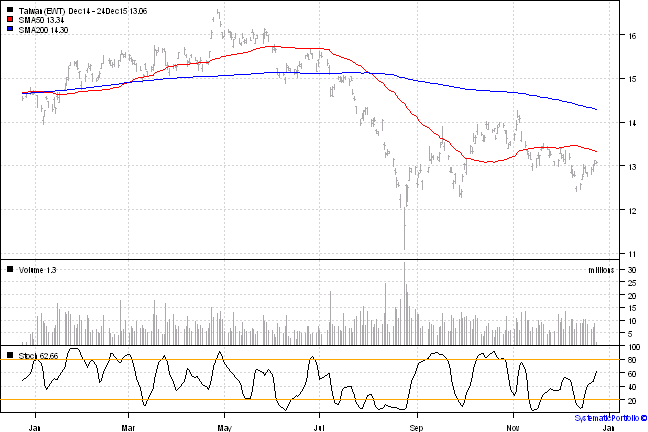 Taiwan (EWT) Dec14 - 24Dec15 13.06
SMA50 13.34
SMA200 14.30
16
15
14
13
12
11
Volume 1.3
millions
30
25
20
15
10
5
Stoch 62.66
100
80
60
40
20
Jan
Mar
May
Jul
Sep
Nov
Jan
SystematicPortfolio ©